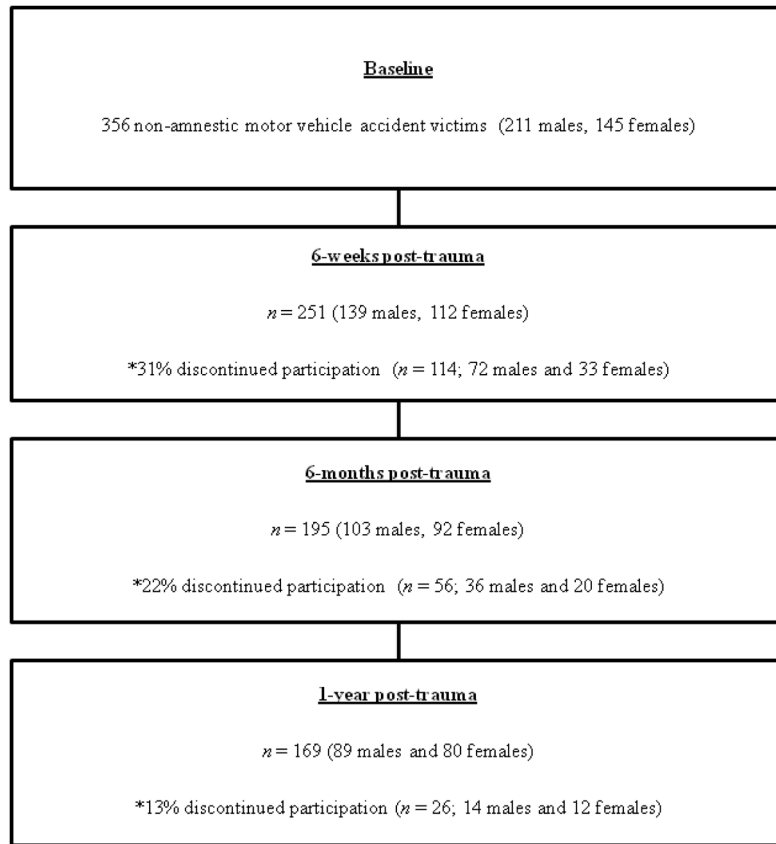 Baseline
356 non-amnestic motor vehicle accident victims (211 males, 145 females)
6-weeks post-trauma
n = 251 (139 males, 112 females)
*31% discontinued participation (n = 114; 72 males and 33 females)
6-months post-trauma
n = 195 (103 males, 92 females)
*22% discontinued participation (n = 56; 36 males and 20 females)
1-year post-trauma
n = 169 (89 males and 80 females)
*13% discontinued participation (n = 26; 14 males and 12 females)